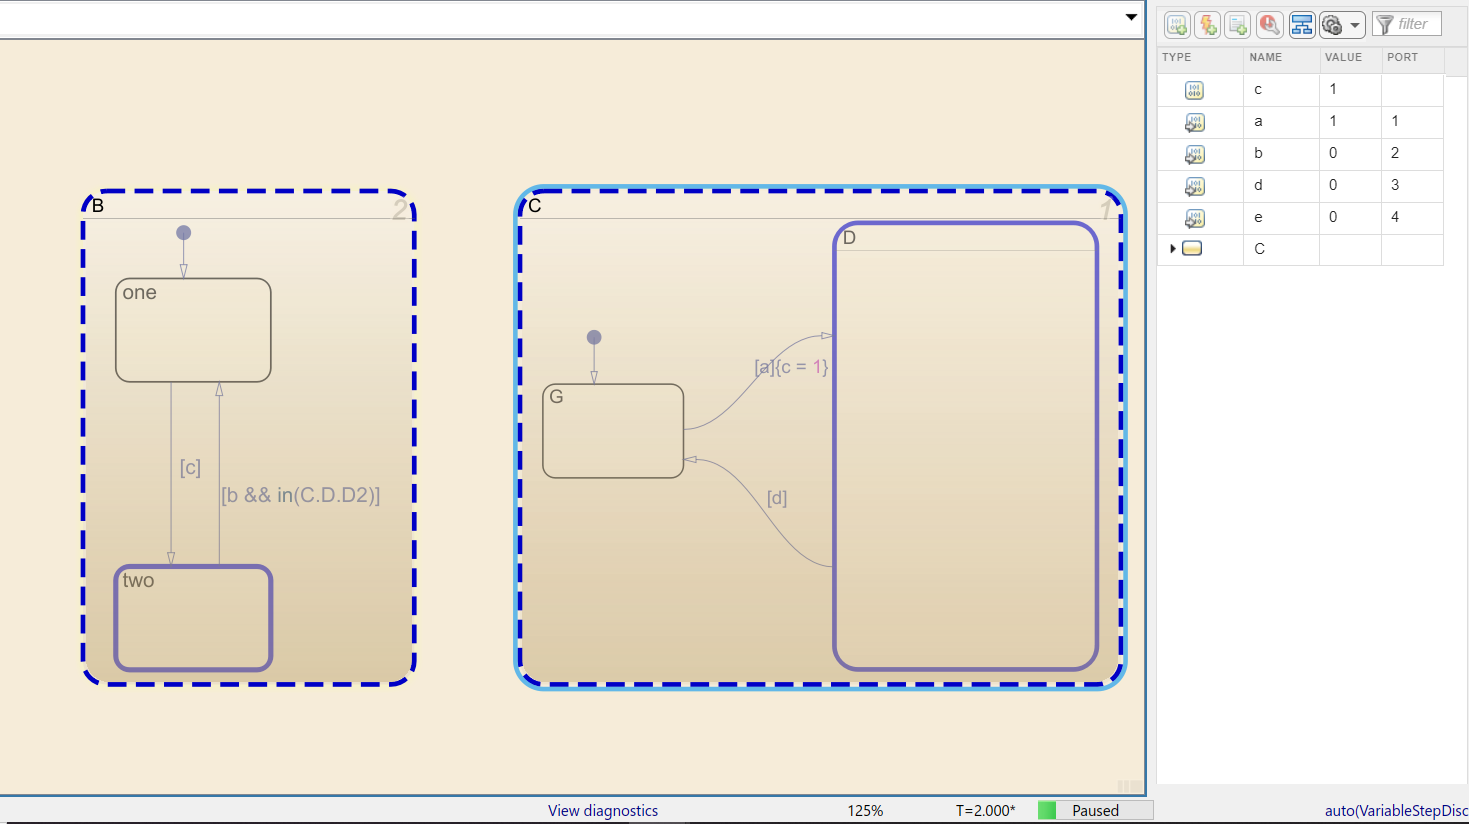 filter
TYPE NAME VALUE PORT
c 1
a 1 1
b 0 2
d 0 3
e 0 4
C
B 2
one
[c]
[b && in(C.D.D2)]
two
C 1
D
[a]{c = 1}
G
[d]
View diagnostics 125% T=2.000* Paused auto(VariableStepDisc